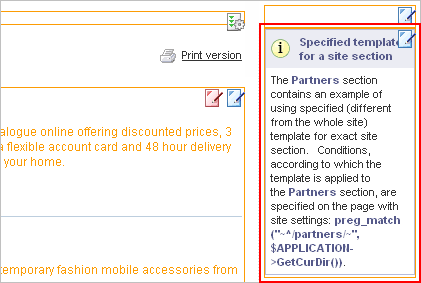 Print version
alogue online offering discounted prices, 3
a flexible account card and 48 hour delivery
your home.
temporary fashion mobile accessories from
Specified template
for a site section
The Partners section
contains an example of
using specified (different
from the whole site)
template for exact site
section. Conditions,
according to which the
template is applied to
the Partners section, are
specified on the page with
site settings: preg_match
("~^/partners/~",
$APPLICATION-
>GetCurDir()).